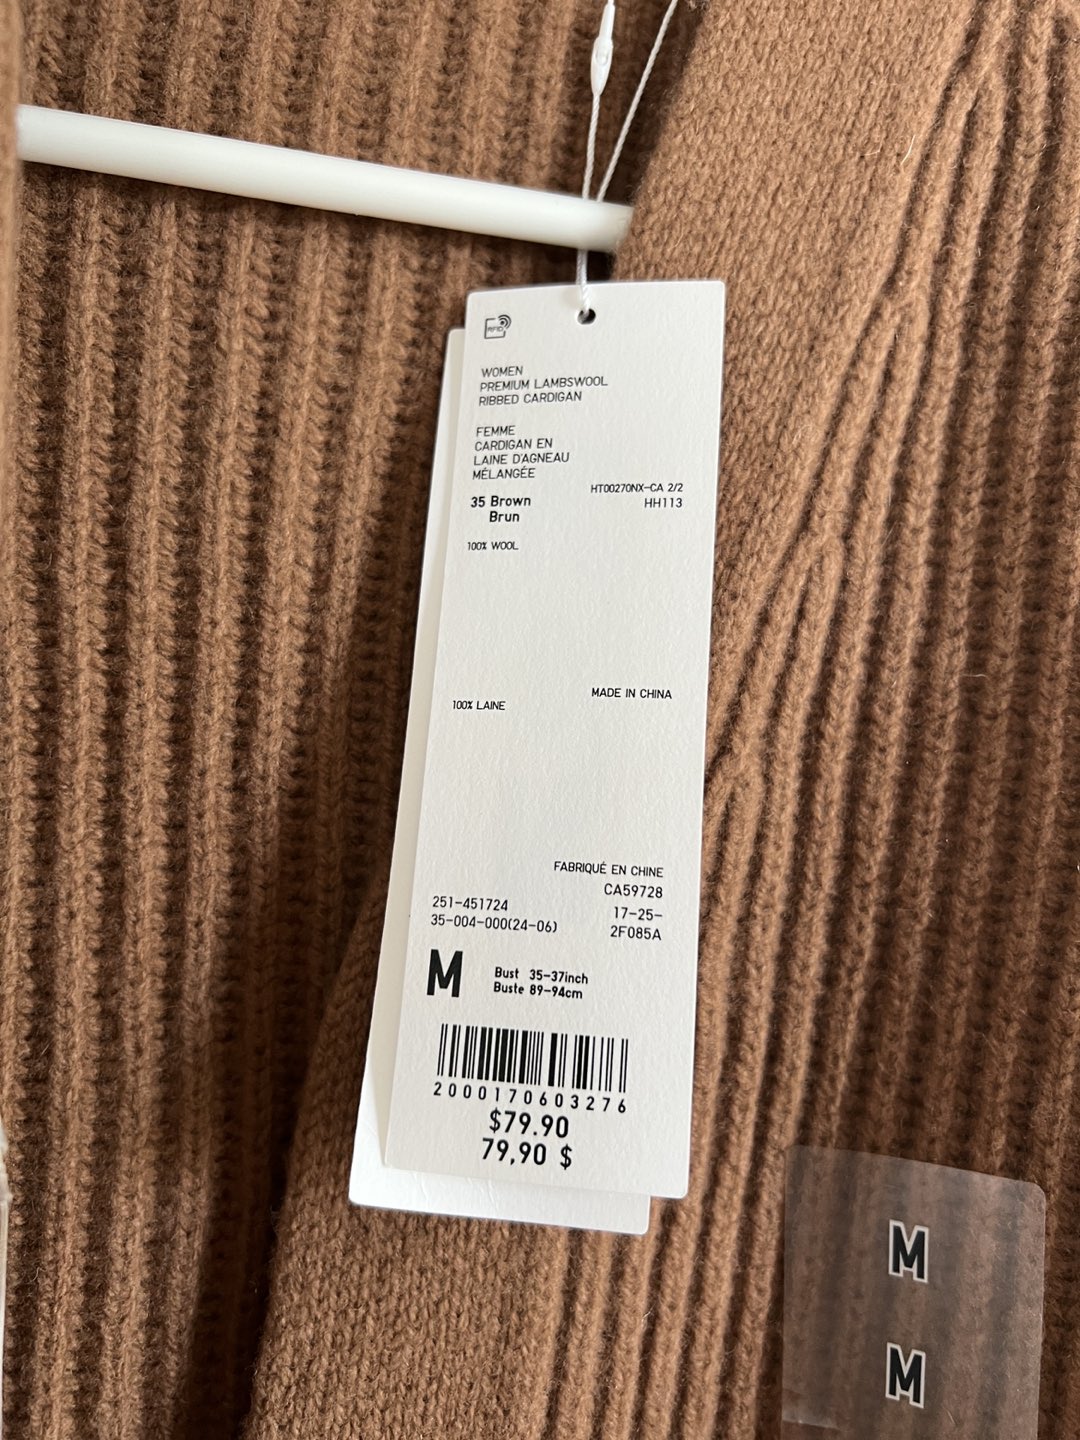 RFID
WOMEN
PREMIUM LAMBSWOOL
RIBBED CARDIGAN
FEMME
CARDIGAN EN
LAINE D'AGNEAU
MÉLANGÉE
HT00270NX-CA 2/2
35 Brown
HH113
Brun
100% WOOL
MADE IN CHINA
100% LAINE
FABRIQUÉ EN CHINE
CA59728
251-451724
17-25-
35-004-000(24-06)
2F085A
M
Bust 35-37inch
Buste 89-94cm
2000170603276
$79.90
79,90 $
M
M